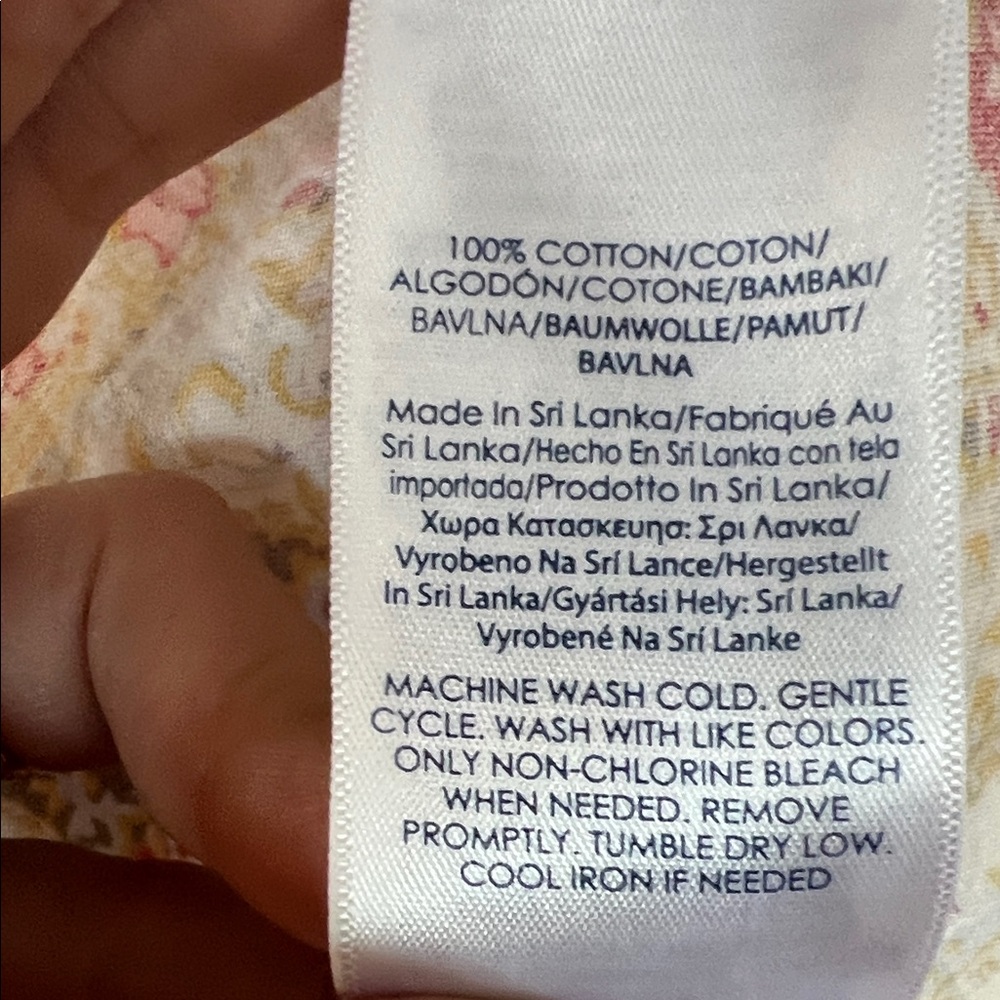 100% COTTON/COTON/
ALGODÓN/COTONE/BAMBAKI/
BAVLNA/BAUMWOLLE/PAMUT/
BAVLNA
Made In Sri Lanka/Fabriqué Au
Sri Lanka/Hecho En Sri Lanka con tela
importada/Prodotto In Sri Lanka/
Χωρα Κατασκευησ: Σρι Λανκα/
Vyrobeno Na Srí Lance/Hergestellt
In Sri Lanka/Gyártási Hely: Srí Lanka/
Vyrobené Na Srí Lanke
MACHINE WASH COLD. GENTLE
CYCLE. WASH WITH LIKE COLORS.
ONLY NON-CHLORINE BLEACH
WHEN NEEDED. REMOVE
PROMPTLY. TUMBLE DRY LOW.
COOL IRON IF NEEDED